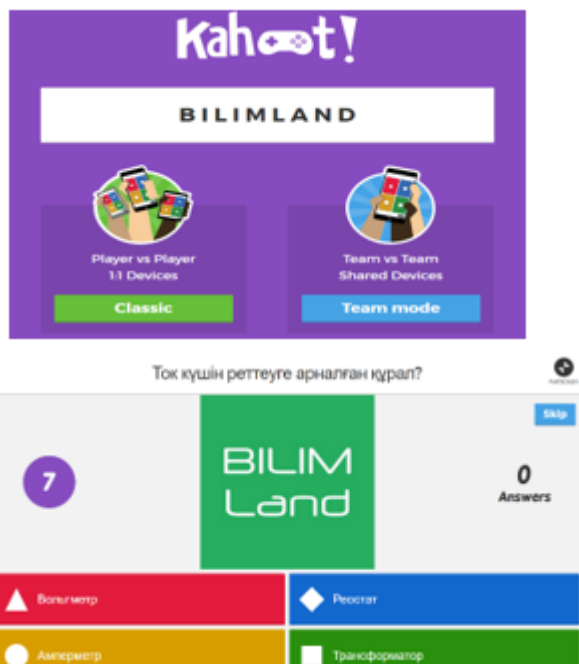 Kahoot!
BILIMLAND
Player vs Player
1:1 Devices
Classic
Team vs Team
Shared Devices
Team mode
Ток күшін реттеуге арналған құрал?
Skip
7
BILIM
Land
0
Answers
Вольтметр
Реостат
Амперметр
Трансформатор